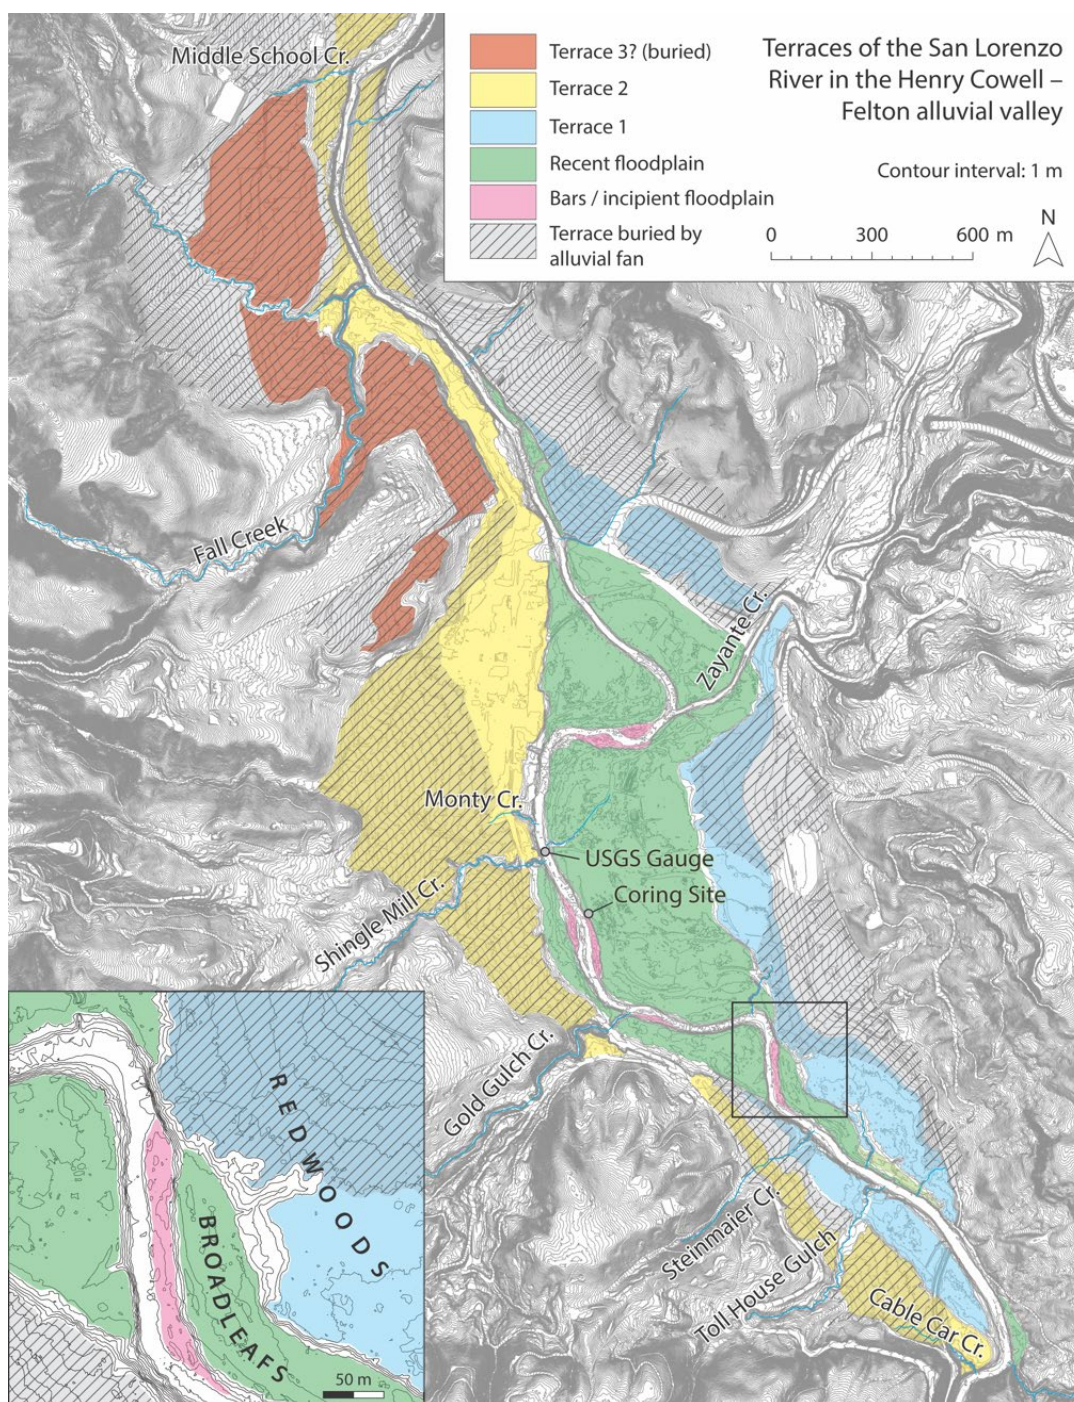 Terraces of the San Lorenzo
River in the Henry Cowell –
Felton alluvial valley
Contour interval: 1 m
N
0 300 600 m
Terrace 3? (buried)
Terrace 2
Terrace 1
Recent floodplain
Bars / incipient floodplain
Terrace buried by
alluvial fan
Middle School Cr.
Fall Creek
Zayante Cr.
Monty Cr.
USGS Gauge
Coring Site
Shingle Mill Cr.
Gold Gulch Cr.
Steinmaier Cr.
Toll House Gulch
Cable Car Cr.
REDWOODS
BROADLEAFS
50 m